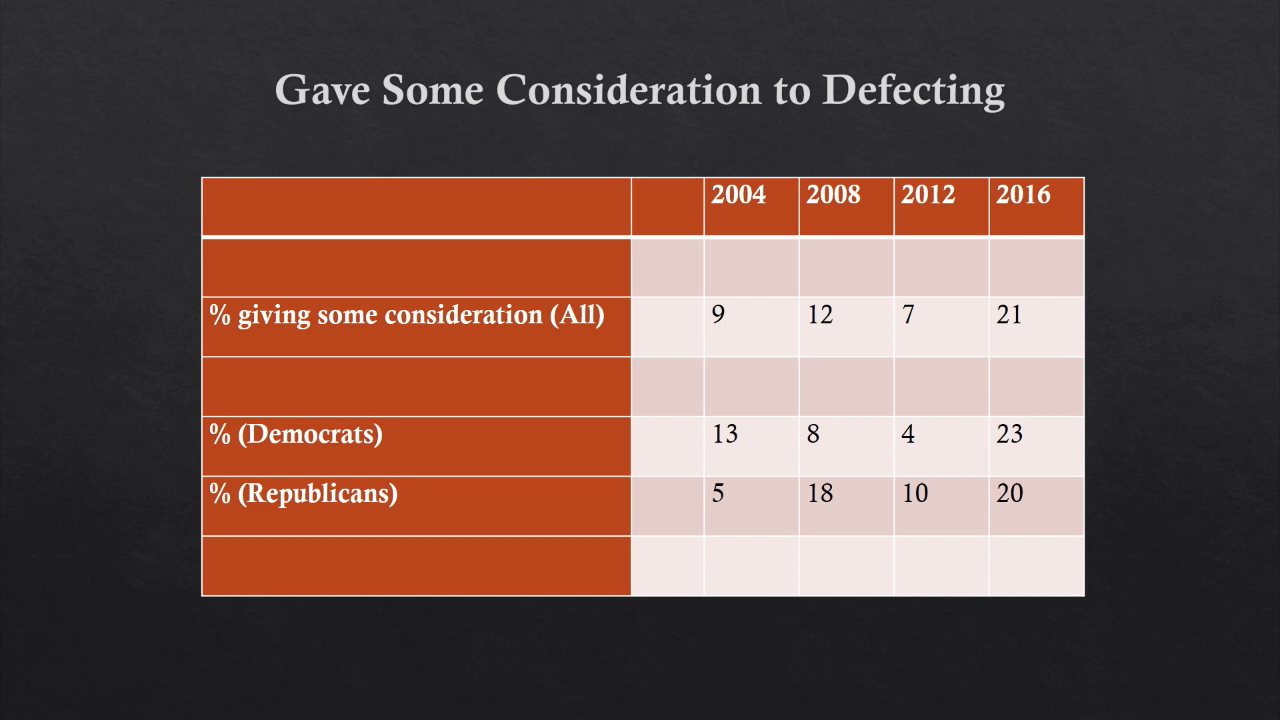 Gave Some Consideration to Defecting
2004 2008 2012 2016
% giving some consideration (All) 9 12 7 21
% (Democrats) 13 8 4 23
% (Republicans) 5 18 10 20